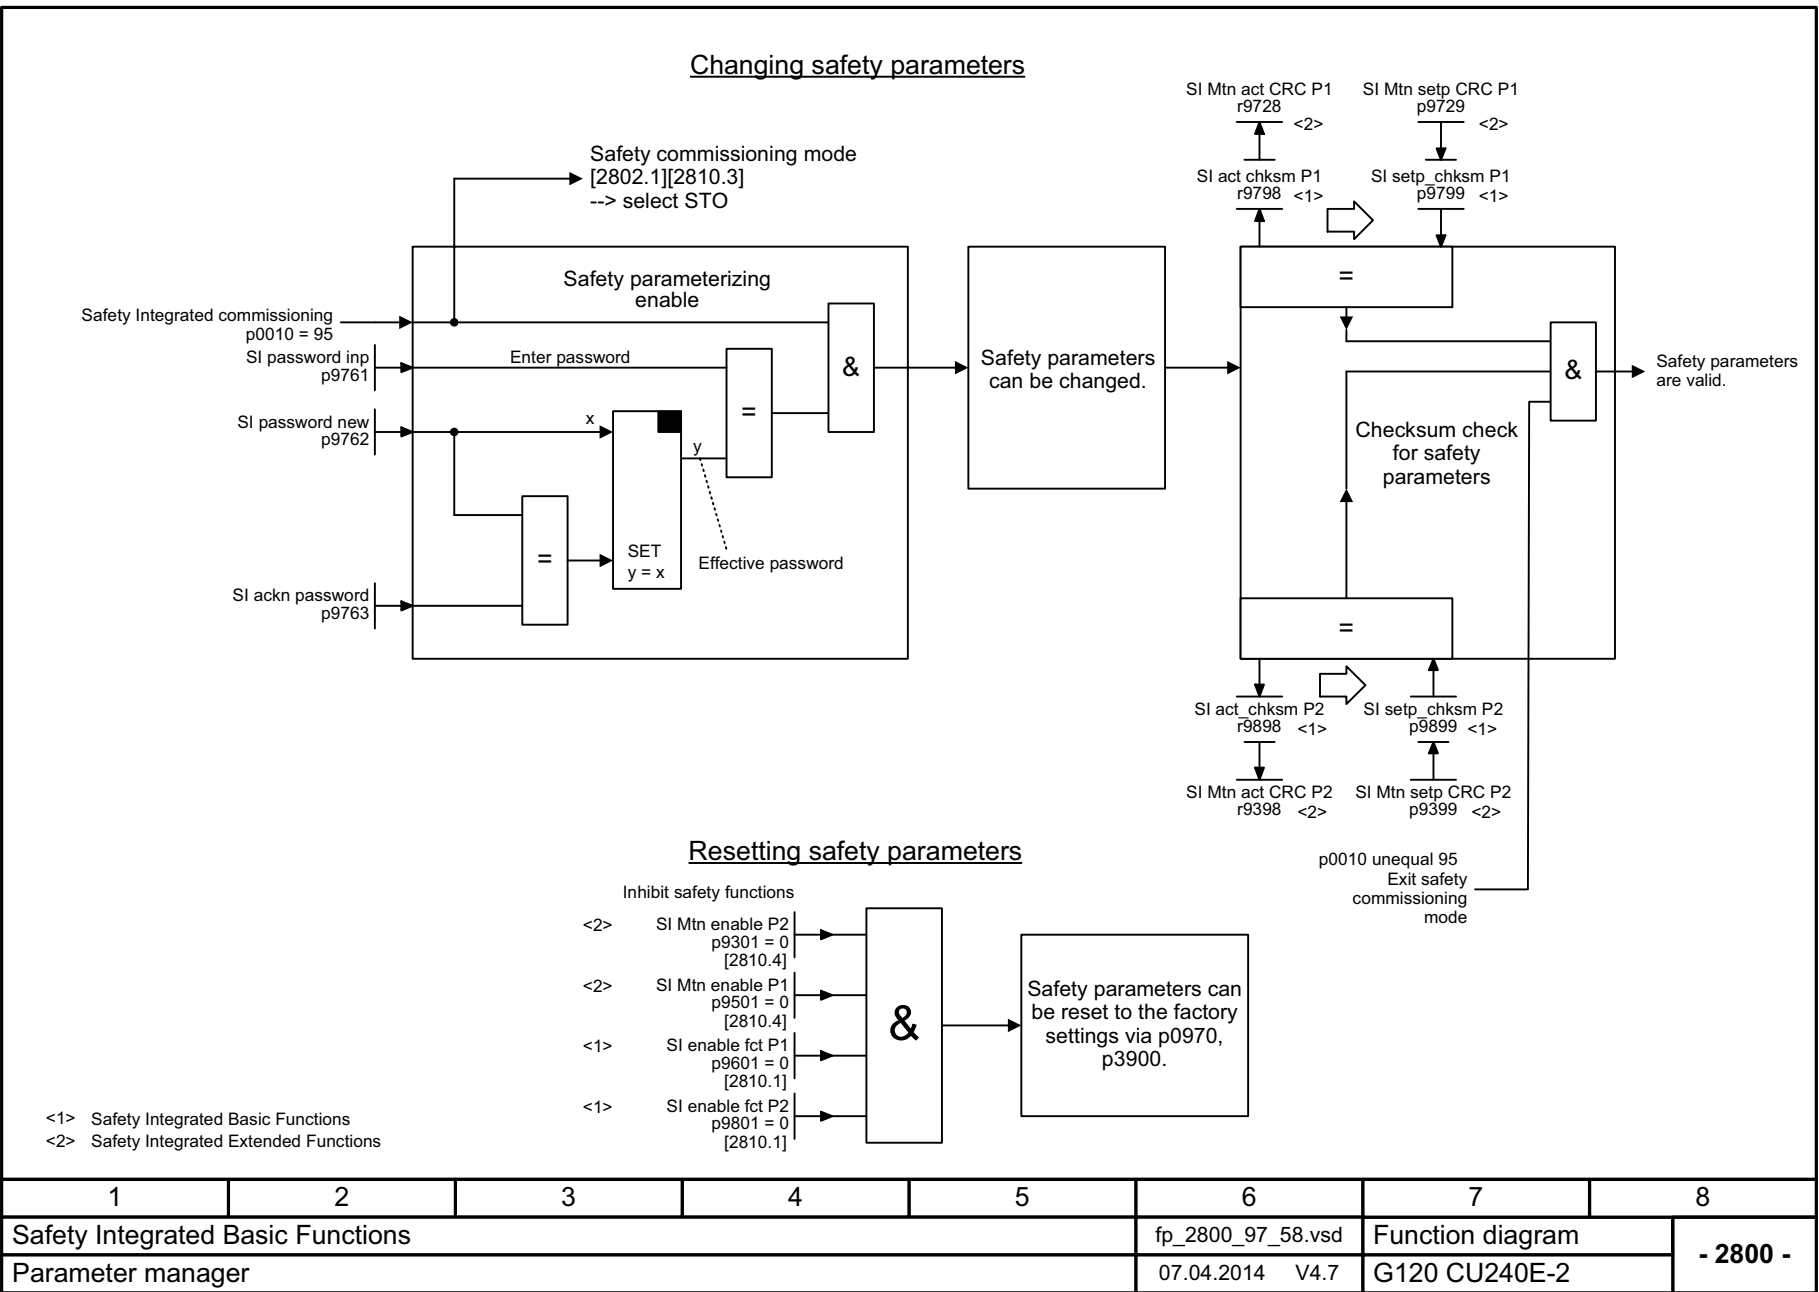 Changing safety parameters
SI Mtn act CRC P1
r9728
<2>
SI Mtn setp CRC P1
p9729
<2>
Safety commissioning mode
[2802.1][2810.3]
--> select STO
SI act chksm P1
r9798 <1>
SI setp_chksm P1
p9799 <1>
Safety parameterizing
enable
Safety Integrated commissioning
p0010 = 95
SI password inp
p9761
Enter password
SI password new
p9762
SI ackn password
p9763
x
y
=
SET
y = x
=
Effective password
&
Safety parameters
can be changed.
=
&
Safety parameters
are valid.
Checksum check
for safety
parameters
=
SI act_chksm P2
r9898 <1>
SI setp_chksm P2
p9899 <1>
SI Mtn act CRC P2
r9398 <2>
SI Mtn setp CRC P2
p9399 <2>
p0010 unequal 95
Exit safety
commissioning
mode
Resetting safety parameters
Inhibit safety functions
<2> SI Mtn enable P2
p9301 = 0
[2810.4]
<2> SI Mtn enable P1
p9501 = 0
[2810.4]
<1> SI enable fct P1
p9601 = 0
[2810.1]
<1> SI enable fct P2
p9801 = 0
[2810.1]
&
Safety parameters can
be reset to the factory
settings via p0970,
p3900.
<1> Safety Integrated Basic Functions
<2> Safety Integrated Extended Functions
1 2 3 4 5 6 7 8
Safety Integrated Basic Functions
fp_2800_97_58.vsd
Function diagram
- 2800 -
Parameter manager
07.04.2014 V4.7
G120 CU240E-2